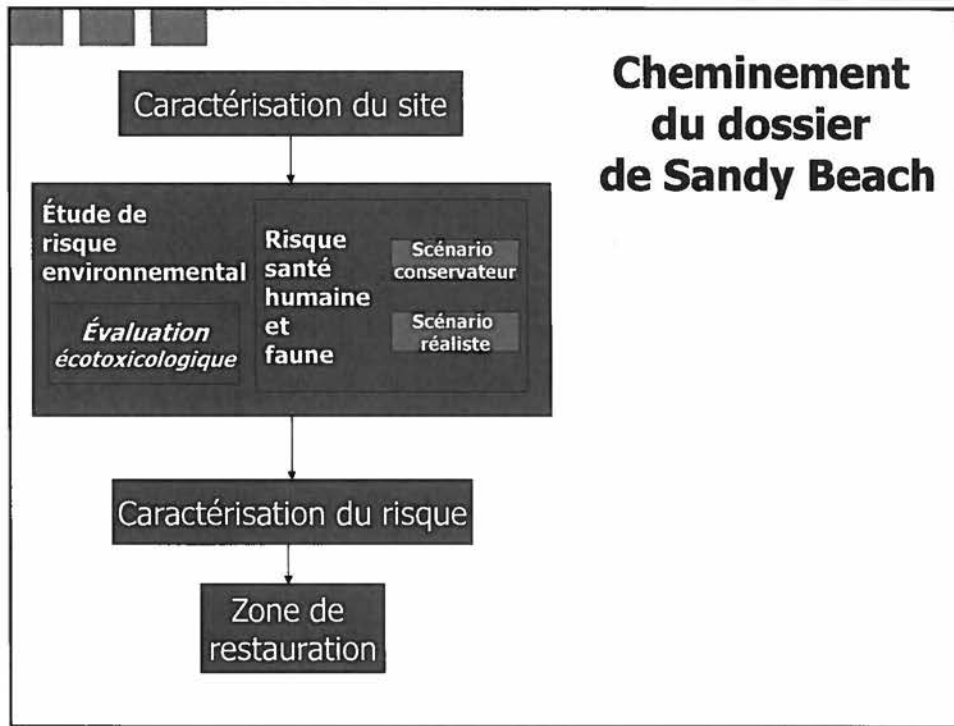 Cheminement
du dossier
de Sandy Beach
Caractérisation du site
Étude de
risque
environnemental
Évaluation
écotoxicologique
Risque
santé
humaine
et
faune
Scénario
conservateur
Scénario
réaliste
Caractérisation du risque
Zone de
restauration